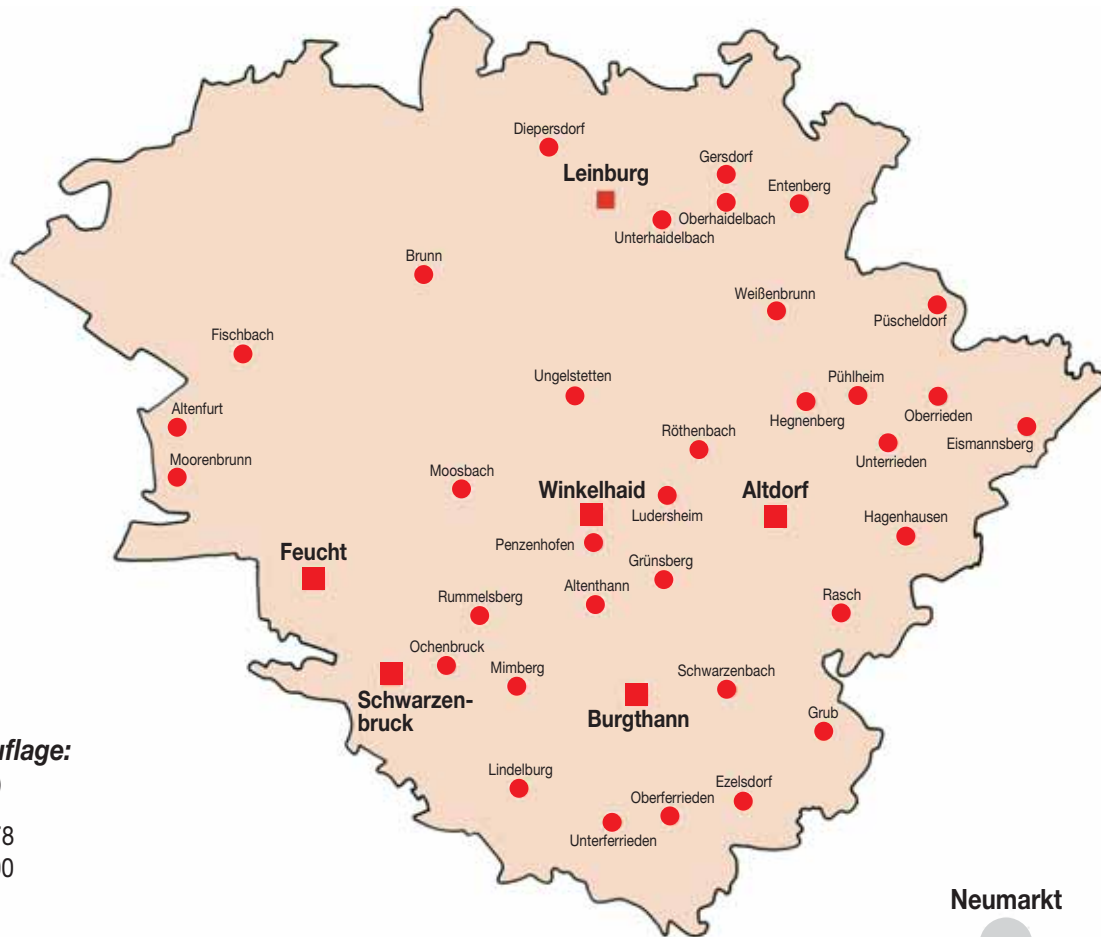 Diepersdorf
Leinburg
Gersdorf
Entenberg
Oberhaidelbach
Unterhaidelbach
Brunn
Weißenbrunn
Püscheldorf
Fischbach
Ungelstetten
Pühlheim
Hegnenberg
Oberrieden
Altenfurt
Eismannsberg
Röthenbach
Unterrieden
Moorenbrunn
Moosbach
Winkelhaid
Ludersheim
Altdorf
Hagenhausen
Penzenhofen
Feucht
Grünsberg
Altenthann
Rummelsberg
Rasch
Ochenbruck
Mimberg
Schwarzenbach
Schwarzen-
bruck
Burgthann
Grub
uflage:
Lindelburg
Ezelsdorf
Oberferrieden
Unterferrieden
78
00
Neumarkt